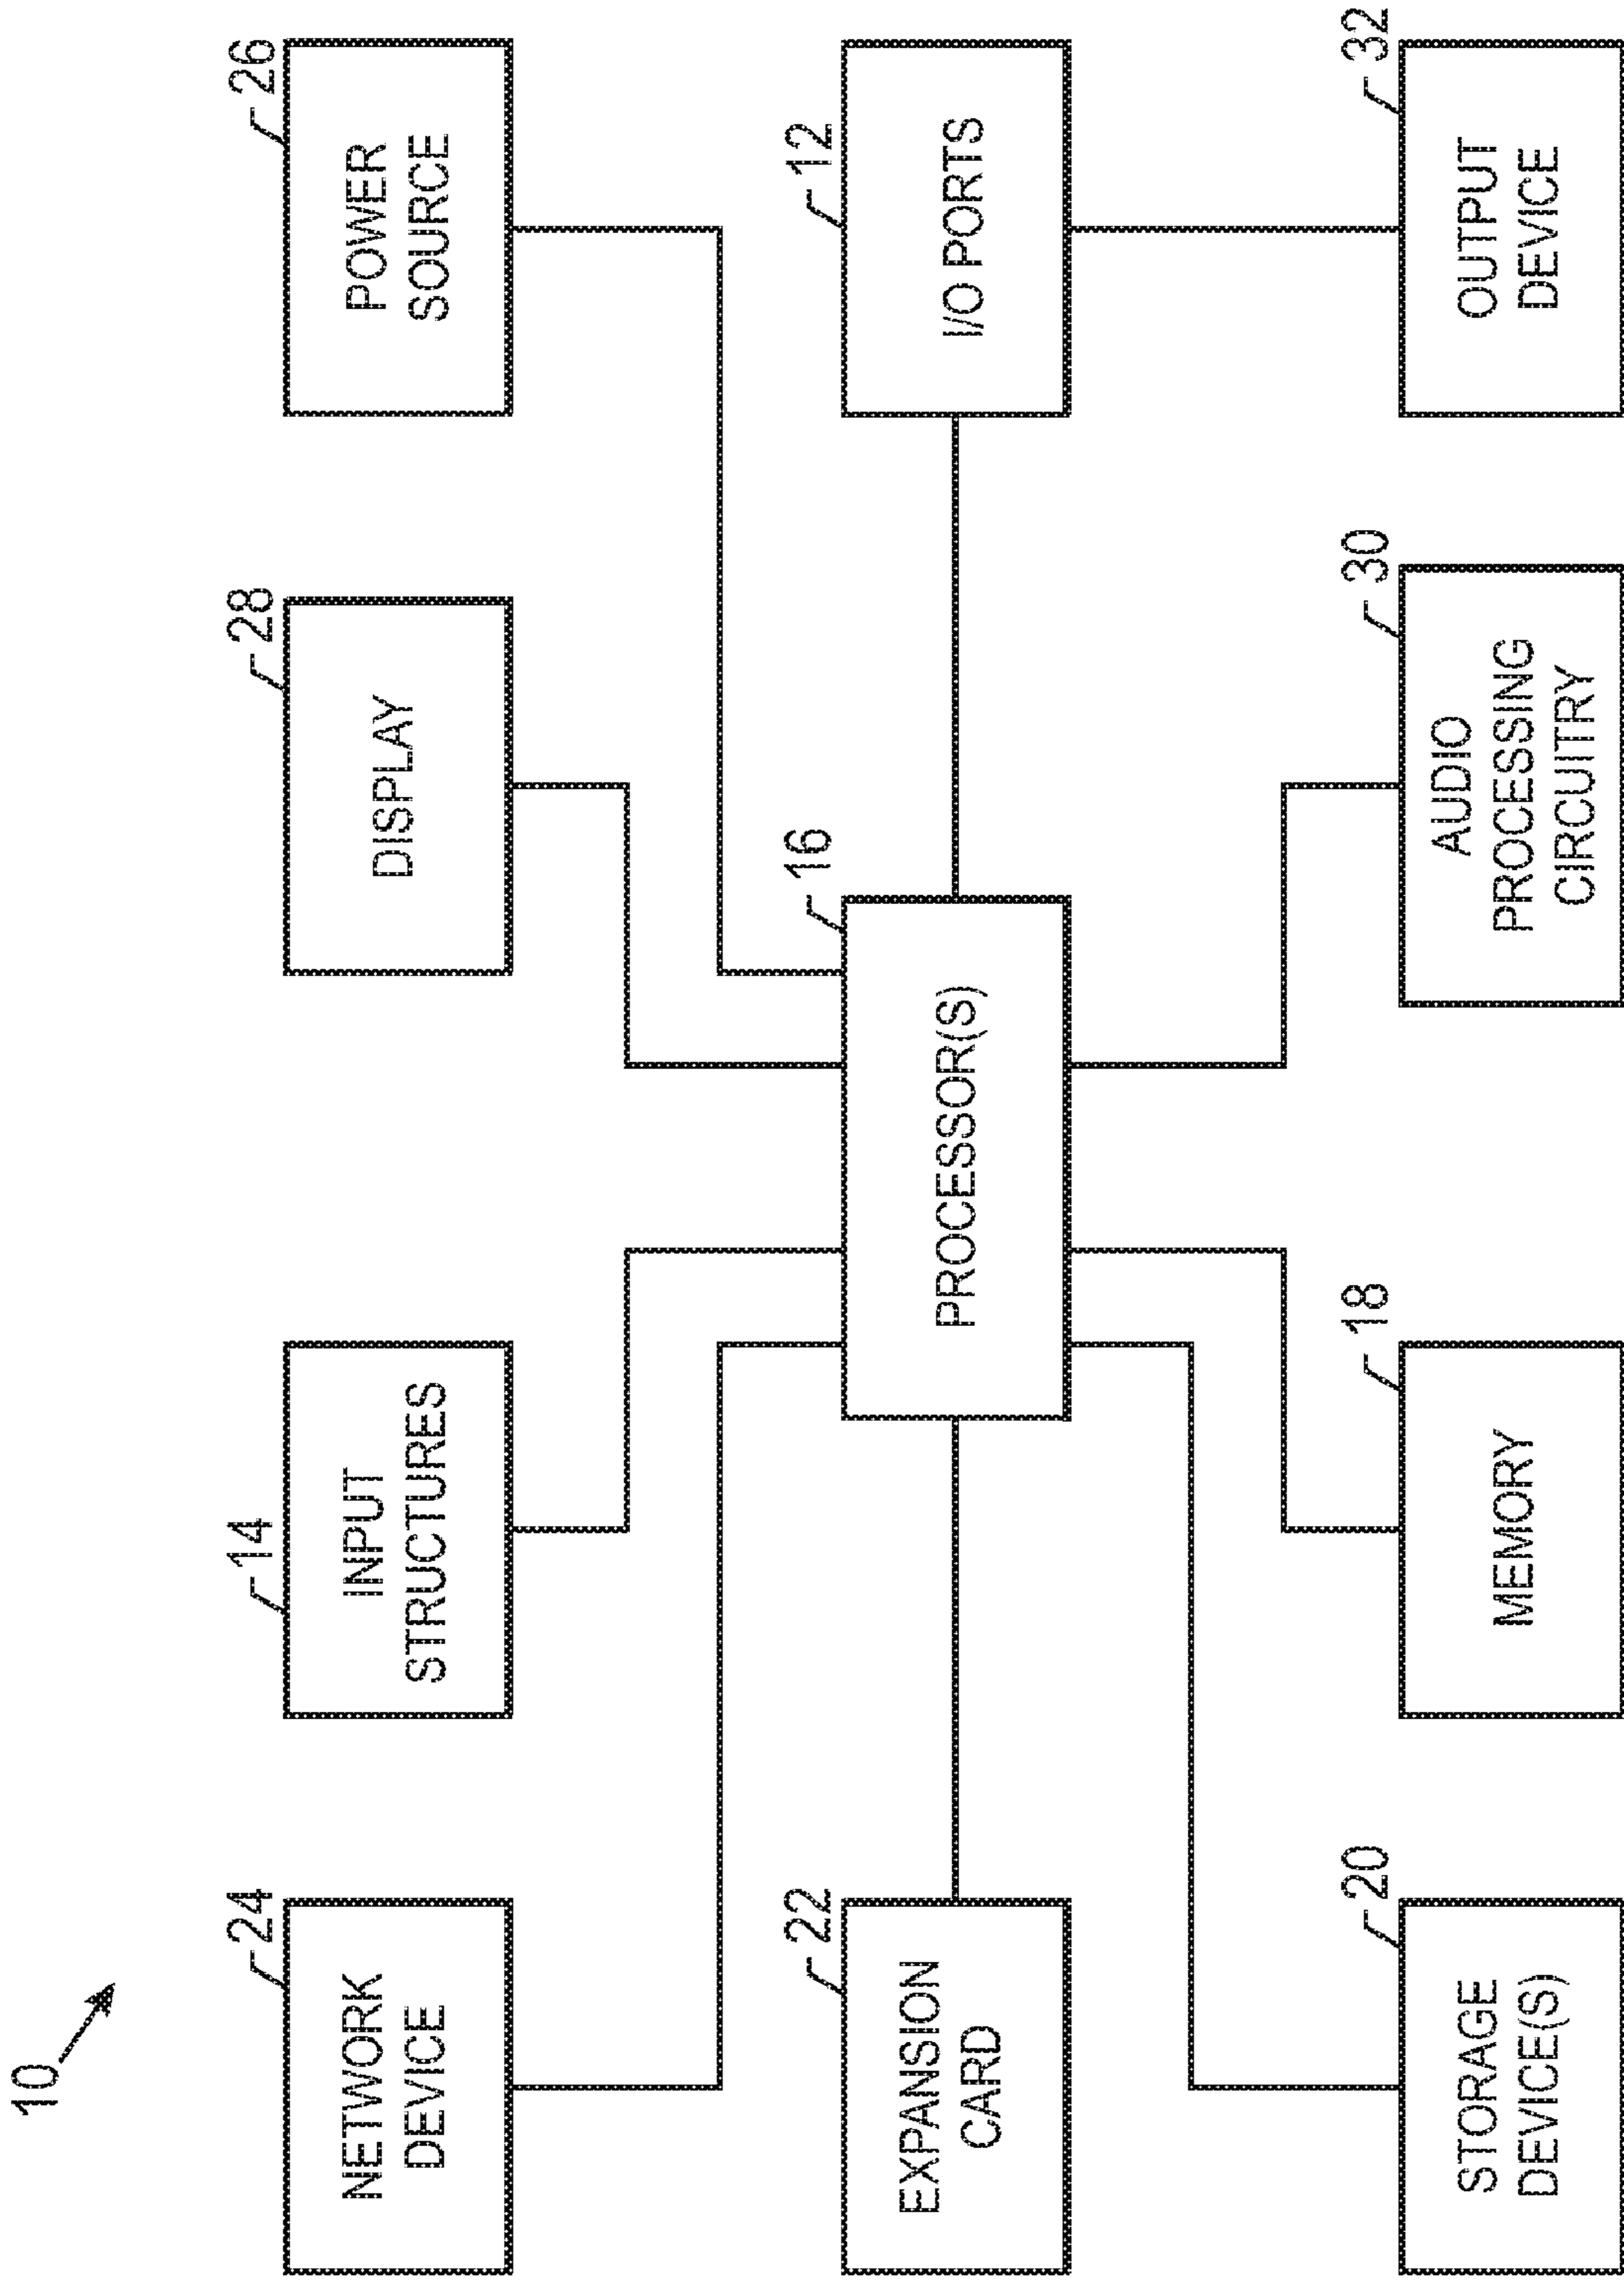 10
24
NETWORK
DEVICE
14
INPUT
STRUCTURES
28
DISPLAY
26
POWER
SOURCE
22
EXPANSION
CARD
16
PROCESSOR(S)
12
I/O PORTS
20
STORAGE
DEVICE(S)
18
MEMORY
30
AUDIO
PROCESSING
CIRCUITRY
32
OUTPUT
DEVICE